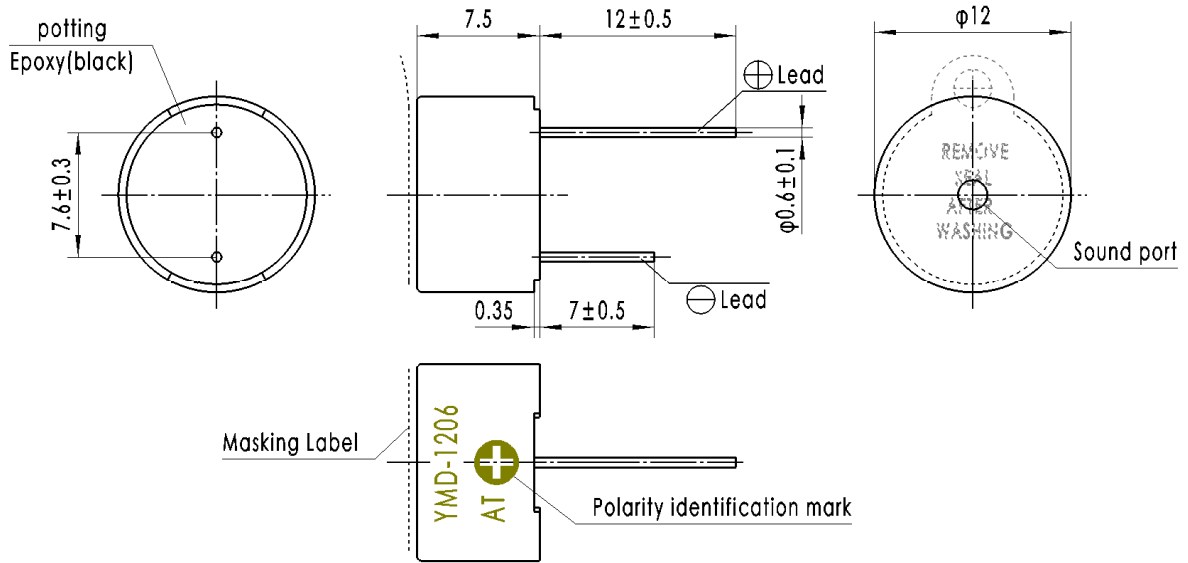 potting
Epoxy(black)
7.6±0.3
7.5
12±0.5
⊕ Lead
φ0.6±0.1
⊖ Lead
0.35
7±0.5
φ12
REMOVE
SEAL
AFTER
WASHING
Sound port
Masking Label
YMD-1206
AT
Polarity identification mark